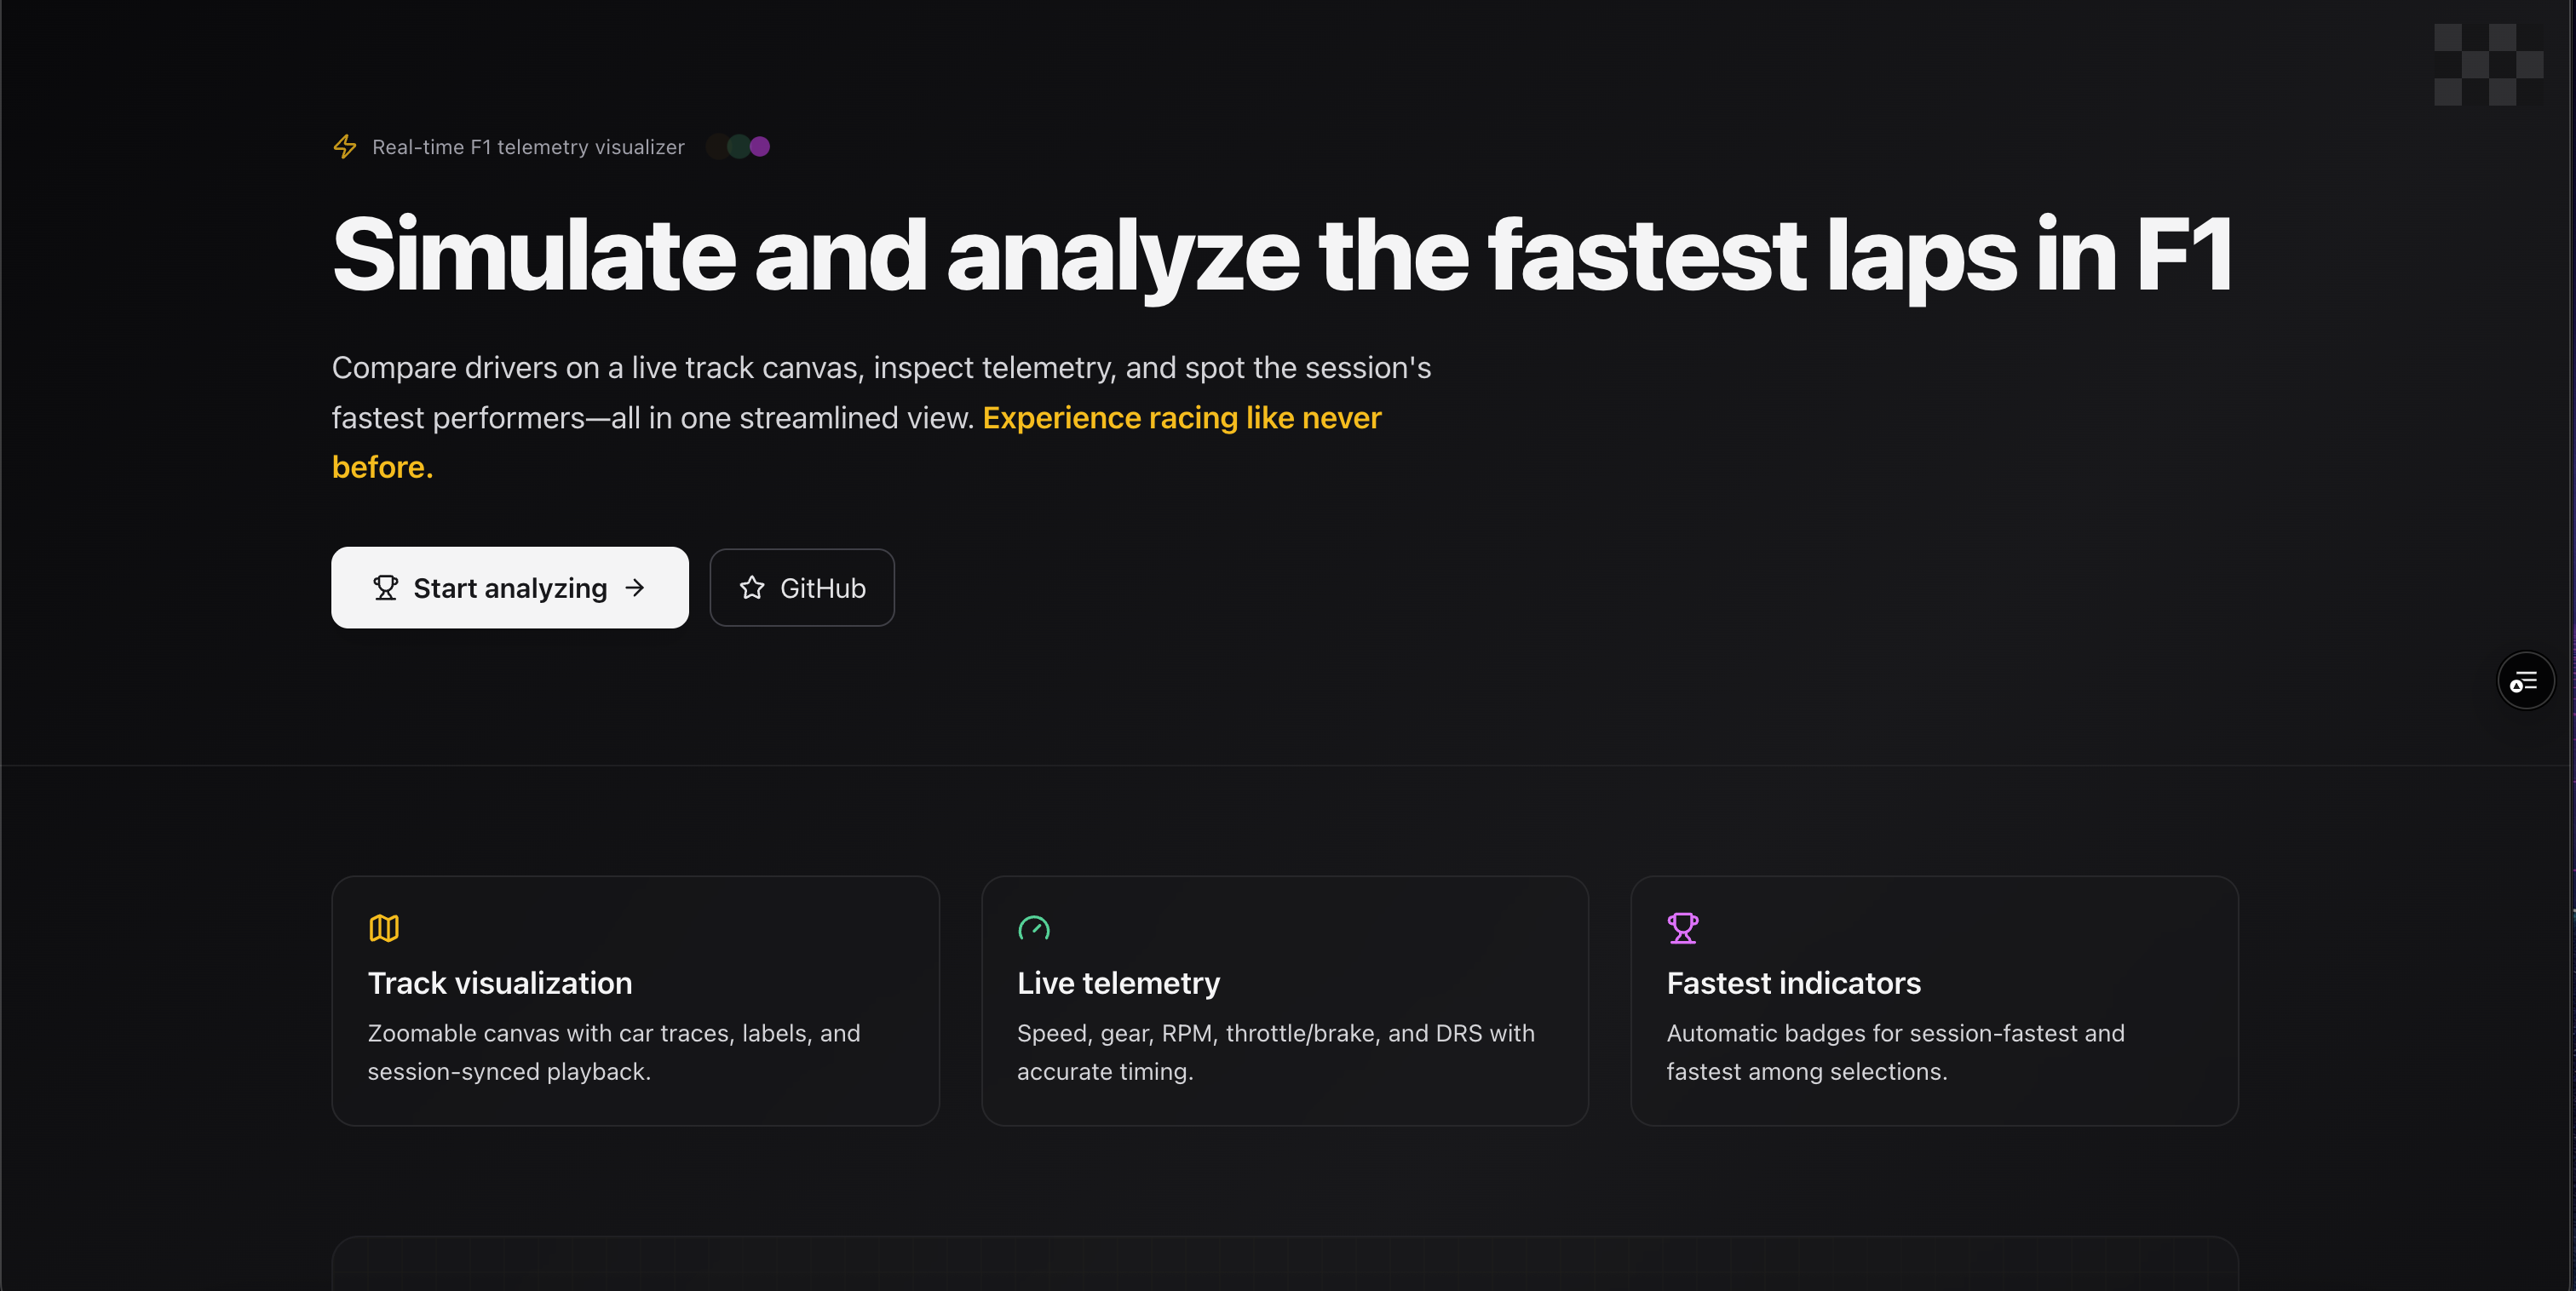 Real-time F1 telemetry visualizer
Simulate and analyze the fastest laps in F1
Compare drivers on a live track canvas, inspect telemetry, and spot the session's
fastest performers—all in one streamlined view. Experience racing like never
before.
Start analyzing →
GitHub
Track visualization
Zoomable canvas with car traces, labels, and
session-synced playback.
Live telemetry
Speed, gear, RPM, throttle/brake, and DRS with
accurate timing.
Fastest indicators
Automatic badges for session-fastest and
fastest among selections.